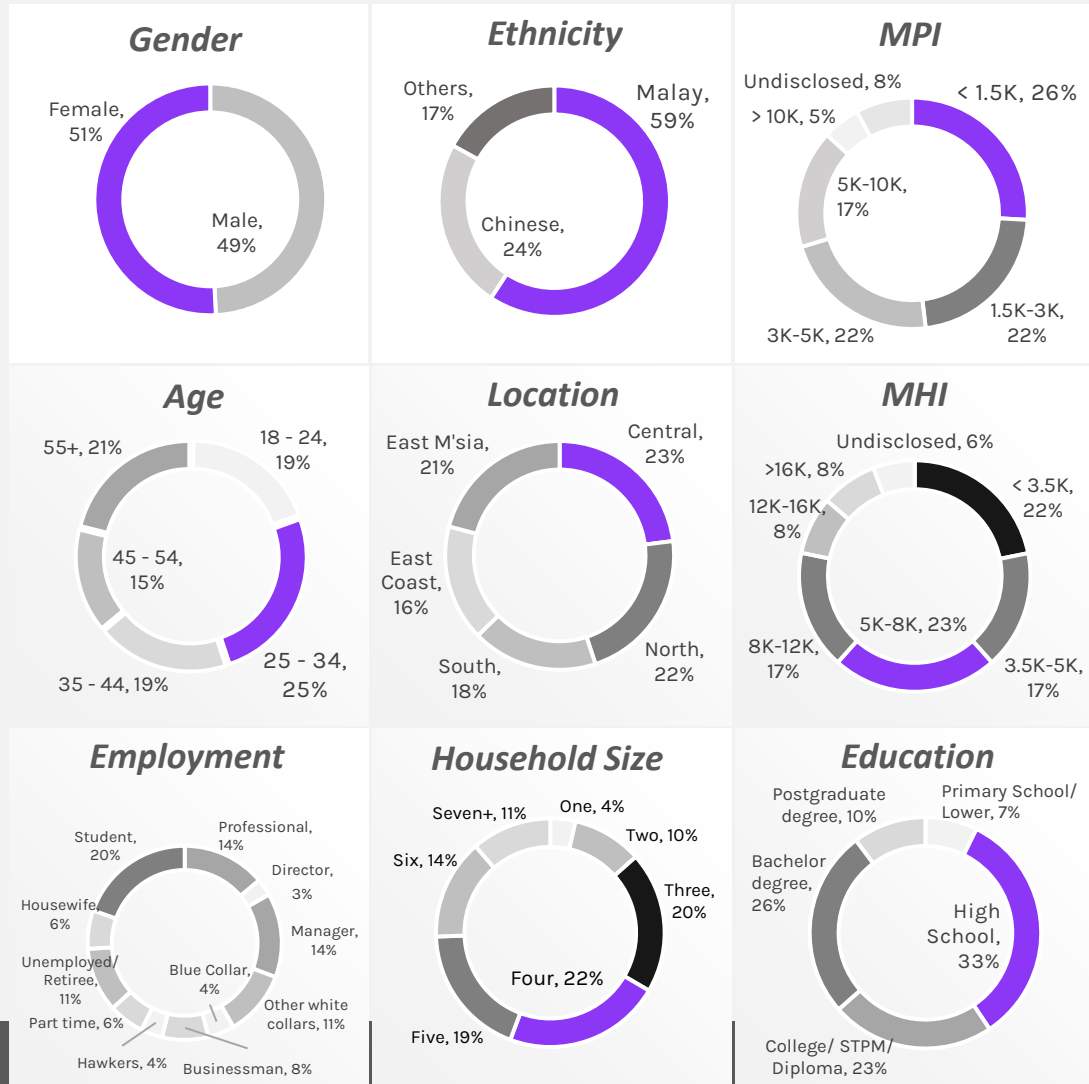 Gender
Female,
51%
Male,
49%
Ethnicity
Others,
17%
Malay,
59%
Chinese,
24%
MPI
Undisclosed, 8%
< 1.5K, 26%
> 10K, 5%
5K-10K,
17%
1.5K-3K,
22%
3K-5K, 22%
Age
55+, 21%
18 - 24,
19%
45 - 54,
15%
25 - 34,
25%
35 - 44, 19%
Location
East M'sia,
21%
Central,
23%
East
Coast,
16%
South,
18%
North,
22%
MHI
Undisclosed, 6%
>16K, 8%
< 3.5K,
22%
12K-16K,
8%
5K-8K, 23%
8K-12K,
17%
3.5K-5K,
17%
Employment
Student,
20%
Professional,
14%
Director,
3%
Housewife,
6%
Manager,
14%
Unemployed/
Retiree,
11%
Blue Collar,
4%
Other white
collars, 11%
Part time, 6%
Hawkers, 4%
Businessman, 8%
Household Size
Seven+, 11%
One, 4%
Two, 10%
Six, 14%
Three,
20%
Four, 22%
Five, 19%
Education
Postgraduate
degree, 10%
Primary School/
Lower, 7%
Bachelor
degree,
26%
High
School,
33%
College/ STPM/
Diploma, 23%